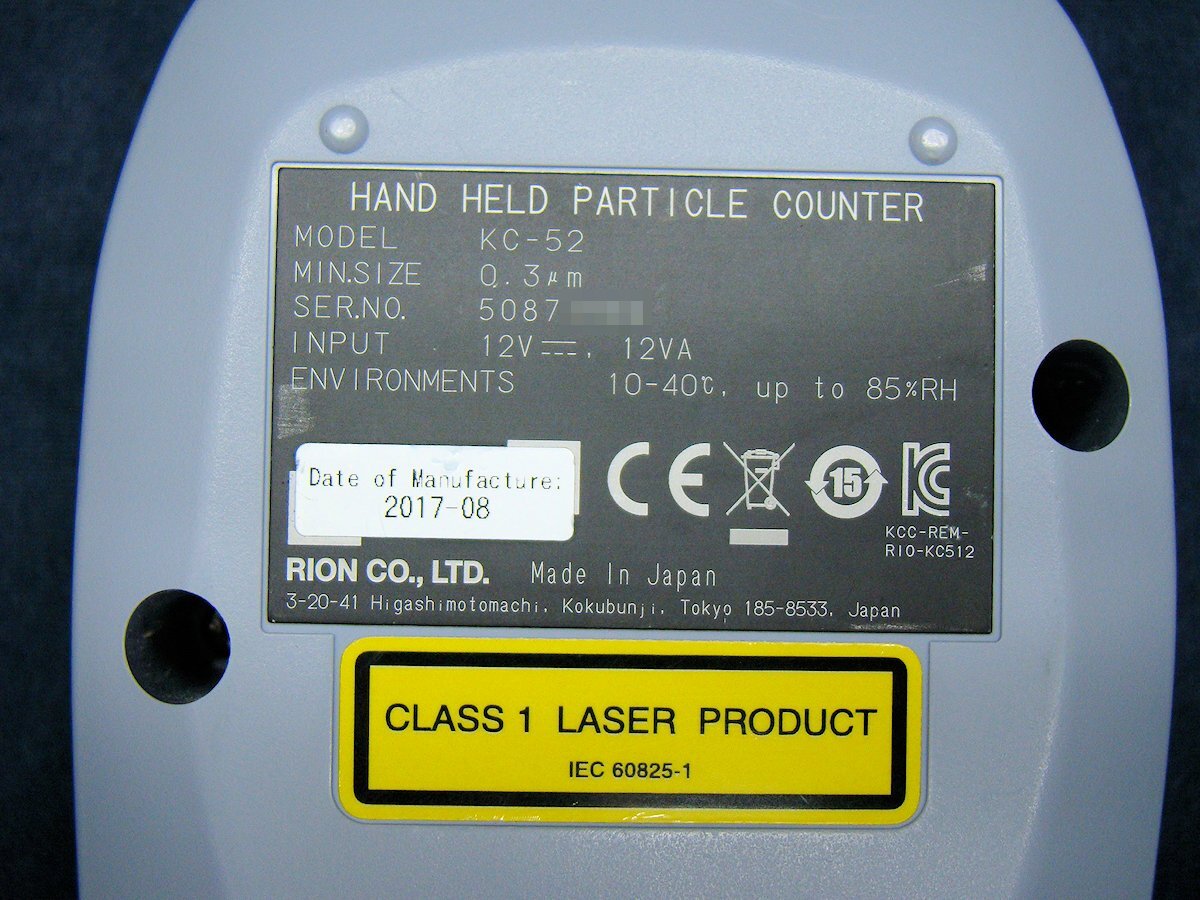 HAND HELD PARTICLE COUNTER
MODEL KC-52
MIN.SIZE 0.3μm
SER.NO. 5087
INPUT 12V⎓, 12VA
ENVIRONMENTS 10-40℃, up to 85%RH
Date of Manufacture:
2017-08
CE
15
KC
KCC-REM-
RIO-KC512
RION CO., LTD. Made In Japan
3-20-41 Higashimotomachi, Kokubunji, Tokyo 185-8533, Japan
CLASS 1 LASER PRODUCT
IEC 60825-1